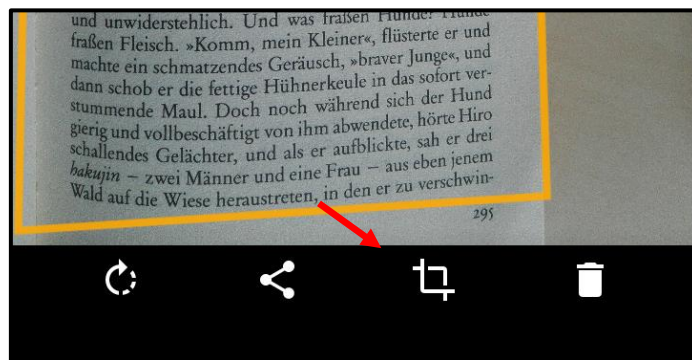 und unwiderstehlich. Und was fraßen Hunde? Hunde
fraßen Fleisch. »Komm, mein Kleiner«, flüsterte er und
machte ein schmatzendes Geräusch, »braver Junge«, und
dann schob er die fettige Hühnerkeule in das sofort ver-
stummende Maul. Doch noch während sich der Hund
gierig und vollbeschäftigt von ihm abwendete, hörte Hiro
schallendes Gelächter, und als er aufblickte, sah er drei
hakujin – zwei Männer und eine Frau – aus eben jenem
Wald auf die Wiese heraustreten, in den er zu verschwin-
295